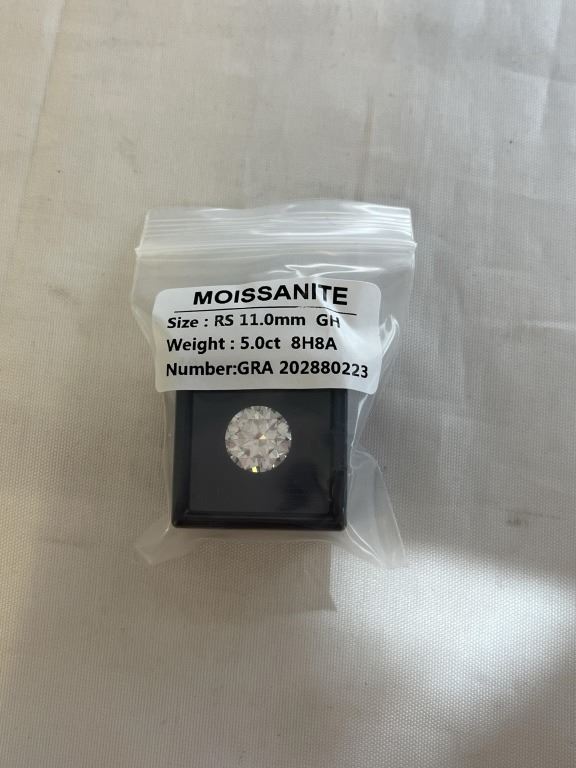 MOISSANITE
Size : RS 11.0mm  GH
Weight : 5.0ct  8H8A
Number:GRA 202880223